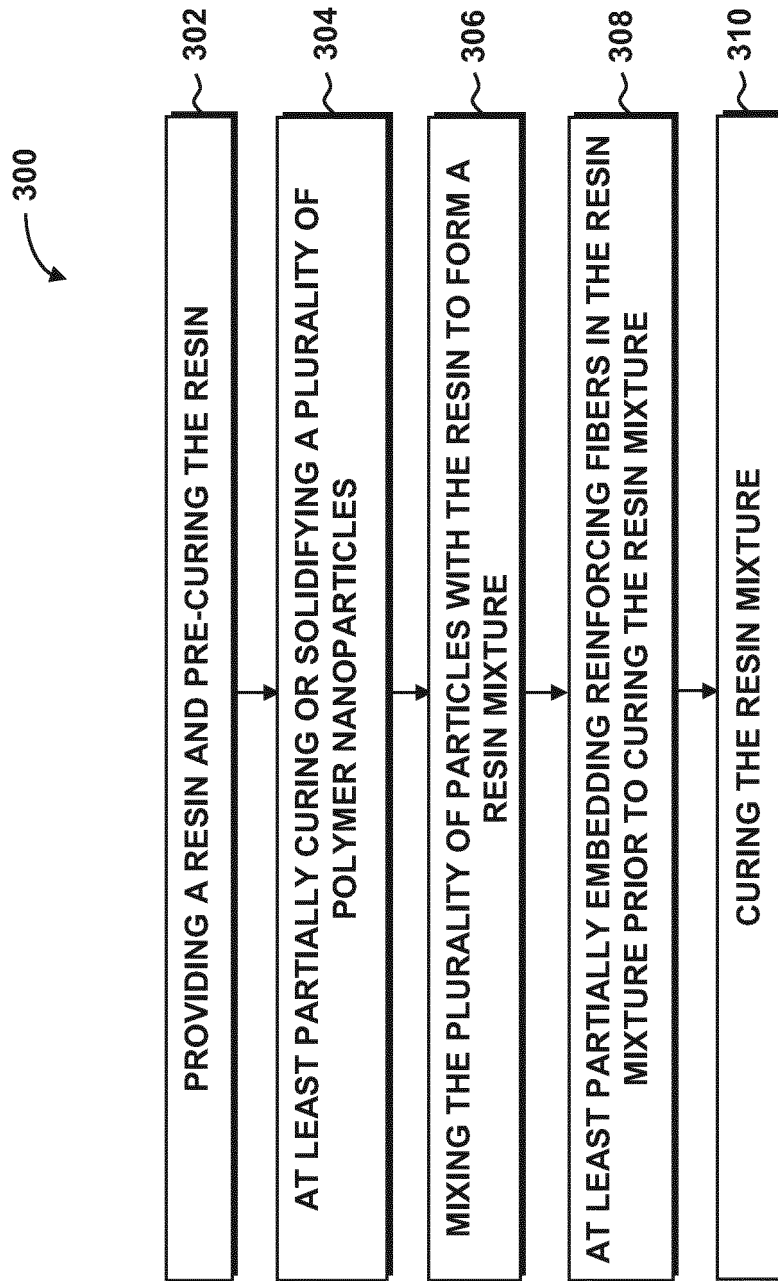 300
PROVIDING A RESIN AND PRE-CURING THE RESIN
302
AT LEAST PARTIALLY CURING OR SOLIDIFYING A PLURALITY OF
POLYMER NANOPARTICLES
304
MIXING THE PLURALITY OF PARTICLES WITH THE RESIN TO FORM A
RESIN MIXTURE
306
AT LEAST PARTIALLY EMBEDDING REINFORCING FIBERS IN THE RESIN
MIXTURE PRIOR TO CURING THE RESIN MIXTURE
308
CURING THE RESIN MIXTURE
310